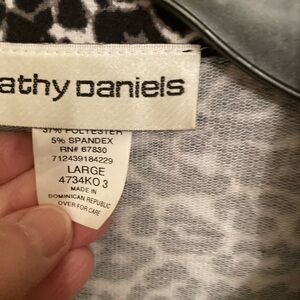 athy Daniels
37% POLYESTER
5% SPANDEX
RN# 67830
712439184229
LARGE
4734KO 3
MADE IN
DOMINICAN REPUBLIC
OVER FOR CARE